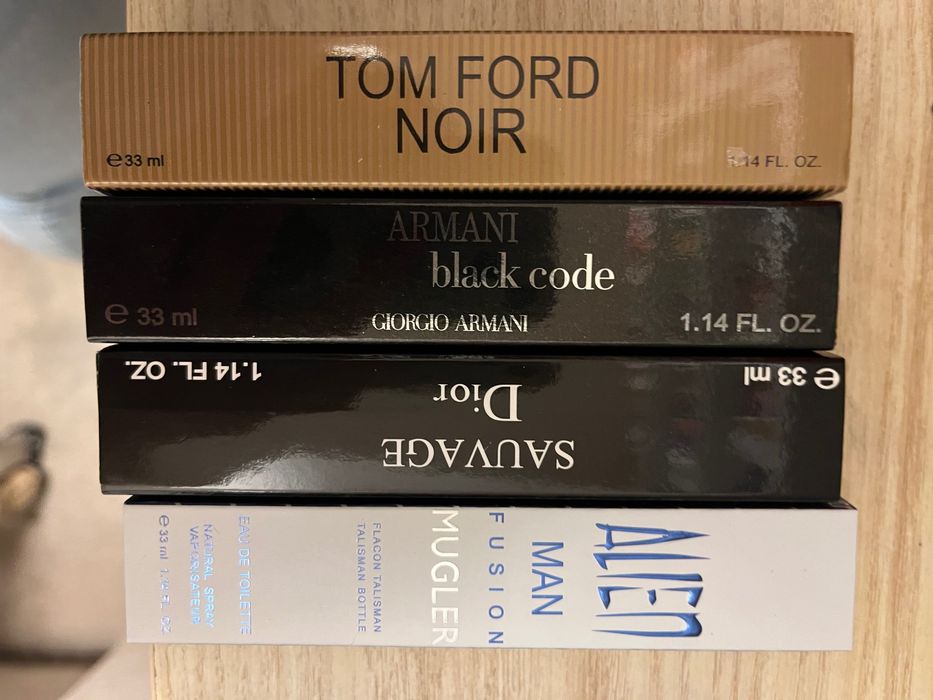 TOM FORD
NOIR
℮33 ml
1.14 FL. OZ.
ARMANI
black code
GIORGIO ARMANI
℮ 33 ml
1.14 FL. OZ.
SAUVAGE
Dior
℮ 33 ml
1.14 FL. OZ.
ALIEN
MAN
FUSION
MUGLER
FLACON TALISMAN
TALISMAN BOTTLE
EAU DE TOILETTE
NATURAL SPRAY
VAPORISATEUR
℮33 ml 1.14 FL. OZ